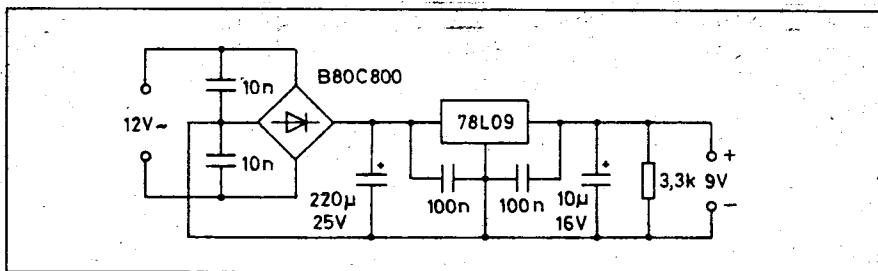 B80C800
10n
12V~
10n
78L09
+
220µ
25V
+
100n
100n
+
10µ
16V
3,3k
+
9V
−